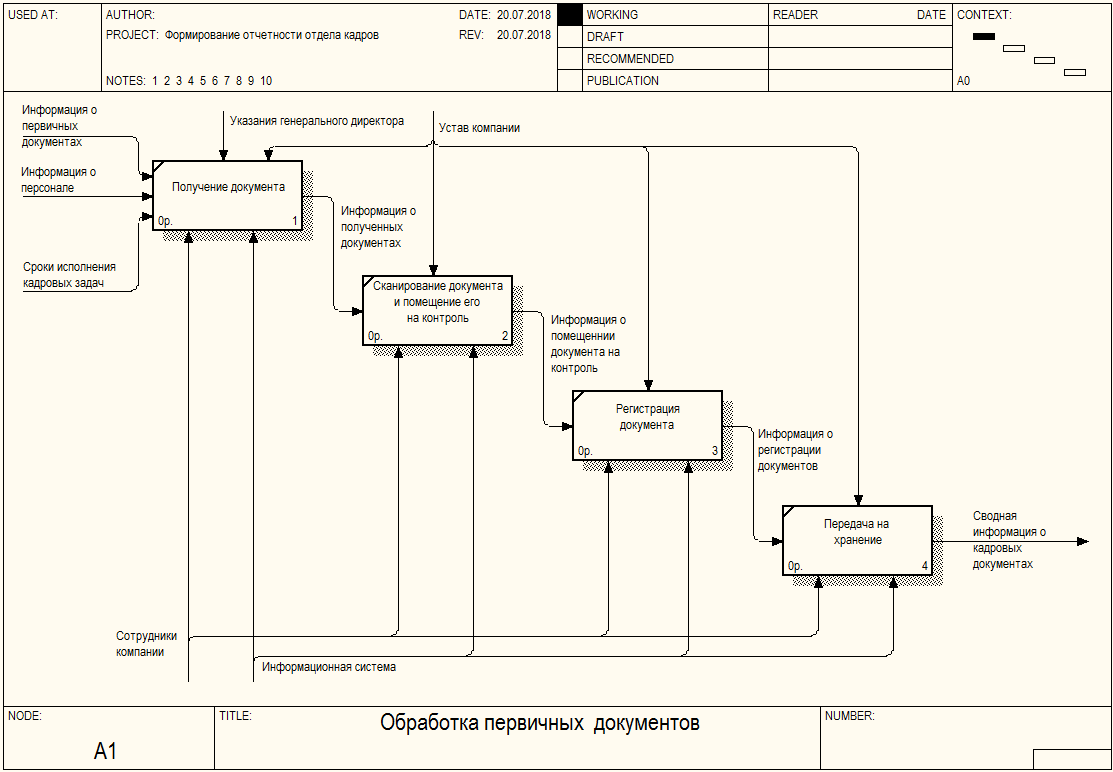 USED AT:
AUTHOR:
DATE: 20.07.2018
WORKING
READER
DATE
CONTEXT:
PROJECT: Формирование отчетности отдела кадров
REV: 20.07.2018
DRAFT
RECOMMENDED
NOTES: 1 2 3 4 5 6 7 8 9 10
PUBLICATION
A0
Информация о
первичных
документах
Указания генерального директора
Устав компании
Информация о
персонале
Получение документа
0р.
1
Информация о
полученных
документах
Сроки исполнения
кадровых задач
Сканирование документа
и помещение его
на контроль
0р.
2
Информация о
помещеннии
документа на
контроль
Регистрация
документа
0р.
3
Информация о
регистрации
документов
Передача на
хранение
0р.
4
Сводная
информация о
кадровых
документах
Сотрудники
компании
Информационная система
NODE:
TITLE:
NUMBER:
Обработка первичных документов
A1